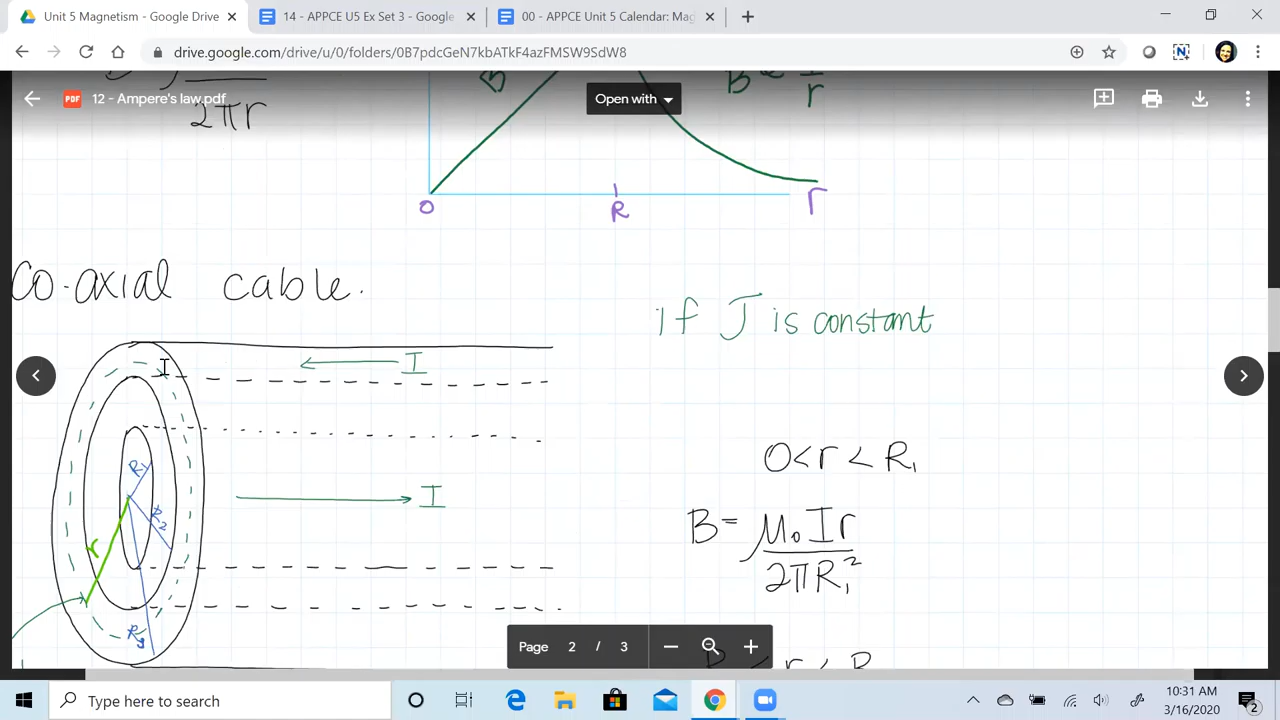 Unit 5 Magnetism - Google Drive
14 - APPCE U5 Ex Set 3 - Googl
00 - APPCE Unit 5 Calendar: Mag
drive.google.com/drive/u/0/folders/0B7pdcGeN7kbATkF4azFMSW9SdW8
PDF
12 - Ampere's law.pdf
Open with
2πr
B
B ∝ I/r
O
R
r
Co-axial cable.
if J is constant
I
I
R₁
R₂
r
R₃
0<r<R₁
B= μ₀Ir
2πR₁²
Page 2 / 3
Type here to search
10:31 AM
3/16/2020
2